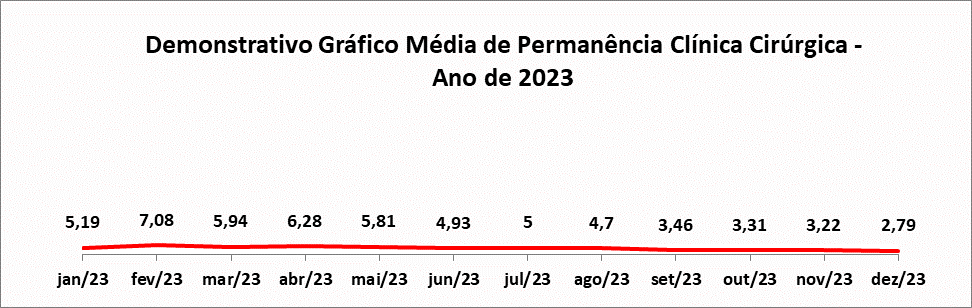 Demonstrativo Gráfico Média de Permanência Clínica Cirúrgica -
Ano de 2023
5,19 7,08 5,94 6,28 5,81 4,93 5 4,7 3,46 3,31 3,22 2,79
jan/23 fev/23 mar/23 abr/23 mai/23 jun/23 jul/23 ago/23 set/23 out/23 nov/23 dez/23